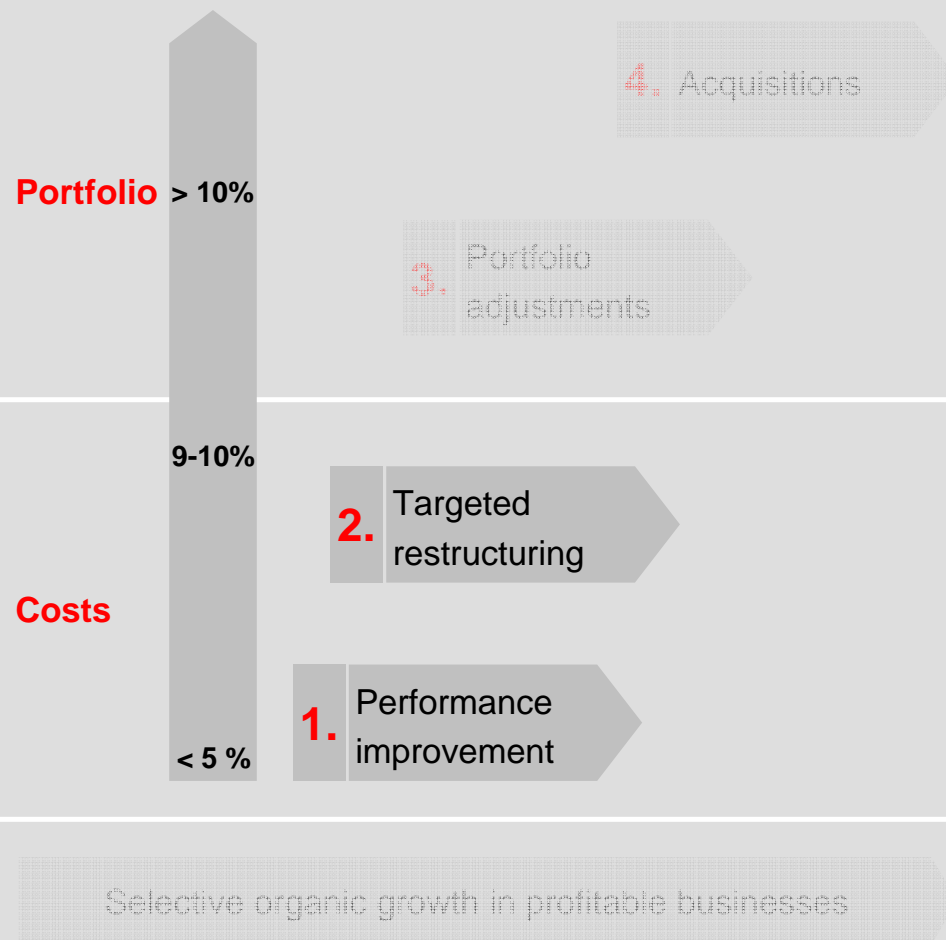 4. Acquisitions
Portfolio > 10%
3. Portfolio
adjustments
9-10%
2. Targeted
restructuring
Costs
1. Performance
improvement
< 5 %
Selective organic growth in profitable businesses